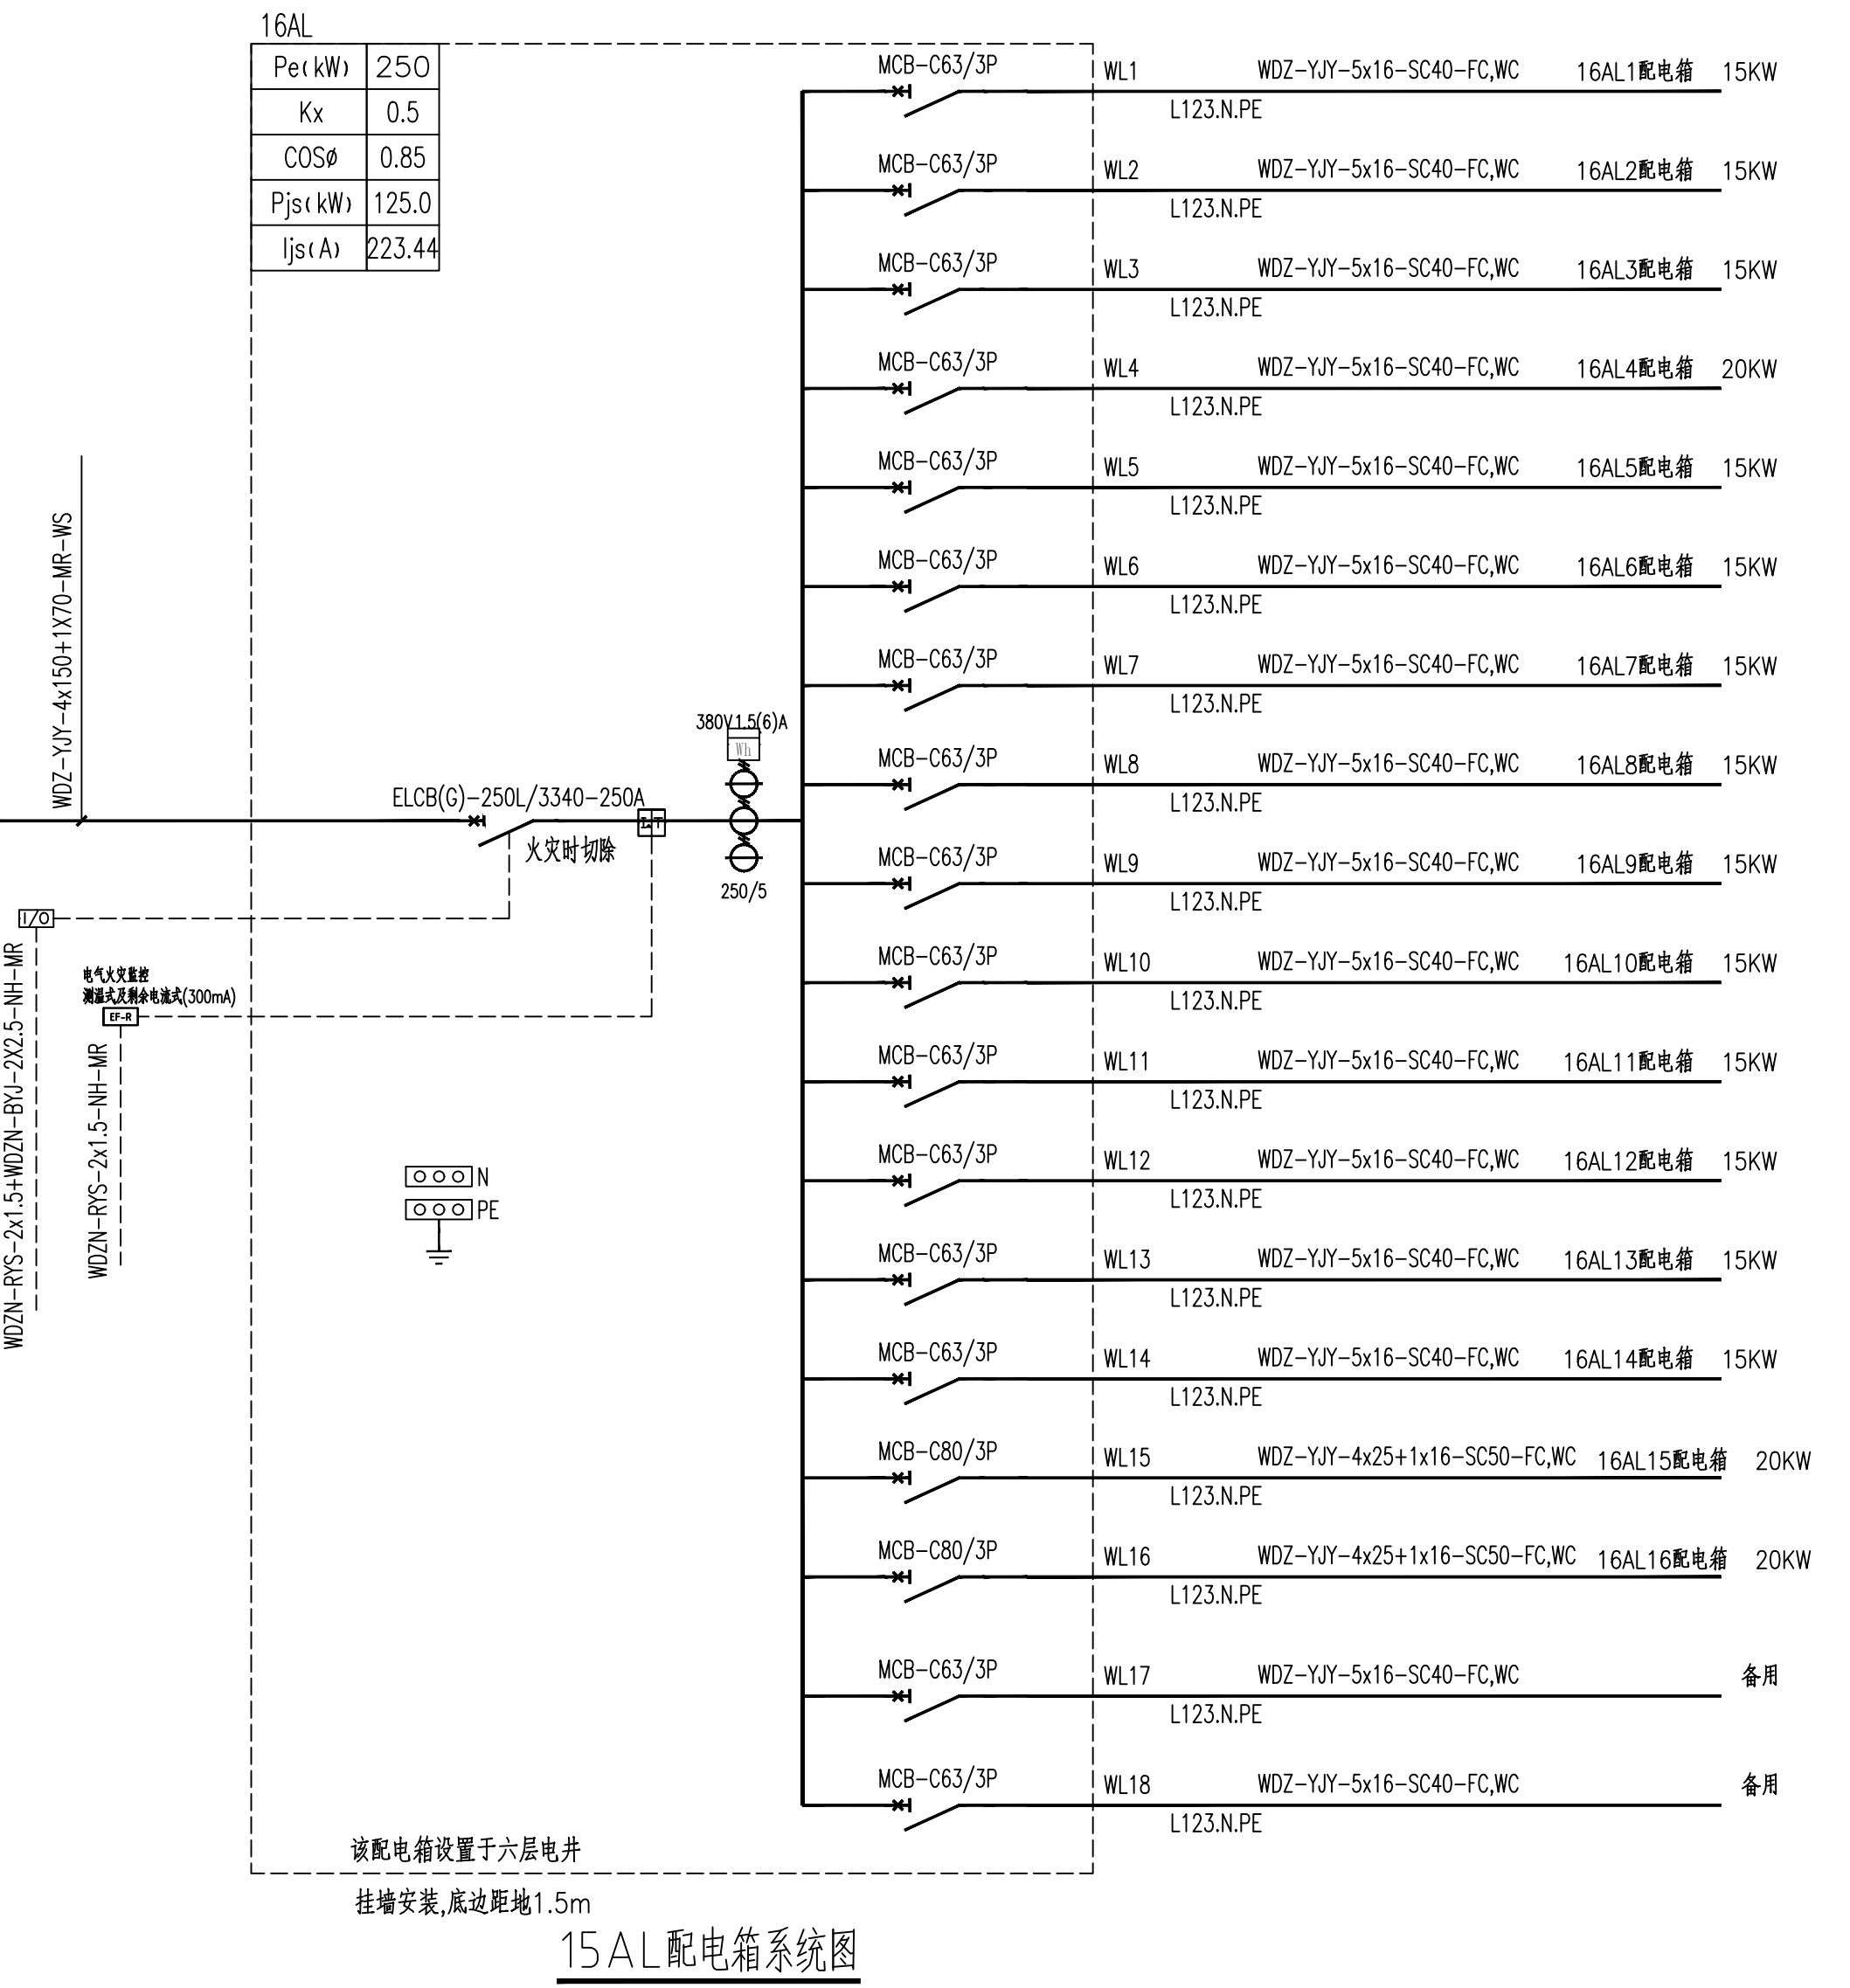 16AL
Pe(kW) 250
Kx 0.5
COSø 0.85
Pjs(kW) 125.0
Ijs(A) 223.44
WDZ-YJY-4x150+1X70-MR-WS
ELCB(G)-250L/3340-250A
火灾时切除
380V1.5(6)A
Wh
250/5
I/O
WDZN-RYS-2x1.5+WDZN-BYJ-2X2.5-NH-MR
电气火灾监控
测温式及剩余电流式(300mA)
EF-R
WDZN-RYS-2x1.5-NH-MR
N
PE
MCB-C63/3P WL1 WDZ-YJY-5x16-SC40-FC,WC 16AL1配电箱 15KW
L123.N.PE
MCB-C63/3P WL2 WDZ-YJY-5x16-SC40-FC,WC 16AL2配电箱 15KW
L123.N.PE
MCB-C63/3P WL3 WDZ-YJY-5x16-SC40-FC,WC 16AL3配电箱 15KW
L123.N.PE
MCB-C63/3P WL4 WDZ-YJY-5x16-SC40-FC,WC 16AL4配电箱 20KW
L123.N.PE
MCB-C63/3P WL5 WDZ-YJY-5x16-SC40-FC,WC 16AL5配电箱 15KW
L123.N.PE
MCB-C63/3P WL6 WDZ-YJY-5x16-SC40-FC,WC 16AL6配电箱 15KW
L123.N.PE
MCB-C63/3P WL7 WDZ-YJY-5x16-SC40-FC,WC 16AL7配电箱 15KW
L123.N.PE
MCB-C63/3P WL8 WDZ-YJY-5x16-SC40-FC,WC 16AL8配电箱 15KW
L123.N.PE
MCB-C63/3P WL9 WDZ-YJY-5x16-SC40-FC,WC 16AL9配电箱 15KW
L123.N.PE
MCB-C63/3P WL10 WDZ-YJY-5x16-SC40-FC,WC 16AL10配电箱 15KW
L123.N.PE
MCB-C63/3P WL11 WDZ-YJY-5x16-SC40-FC,WC 16AL11配电箱 15KW
L123.N.PE
MCB-C63/3P WL12 WDZ-YJY-5x16-SC40-FC,WC 16AL12配电箱 15KW
L123.N.PE
MCB-C63/3P WL13 WDZ-YJY-5x16-SC40-FC,WC 16AL13配电箱 15KW
L123.N.PE
MCB-C63/3P WL14 WDZ-YJY-5x16-SC40-FC,WC 16AL14配电箱 15KW
L123.N.PE
MCB-C80/3P WL15 WDZ-YJY-4x25+1x16-SC50-FC,WC 16AL15配电箱 20KW
L123.N.PE
MCB-C80/3P WL16 WDZ-YJY-4x25+1x16-SC50-FC,WC 16AL16配电箱 20KW
L123.N.PE
MCB-C63/3P WL17 WDZ-YJY-5x16-SC40-FC,WC 备用
L123.N.PE
MCB-C63/3P WL18 WDZ-YJY-5x16-SC40-FC,WC 备用
L123.N.PE
该配电箱设置于六层电井
挂墙安装,底边距地1.5m
15AL配电箱系统图